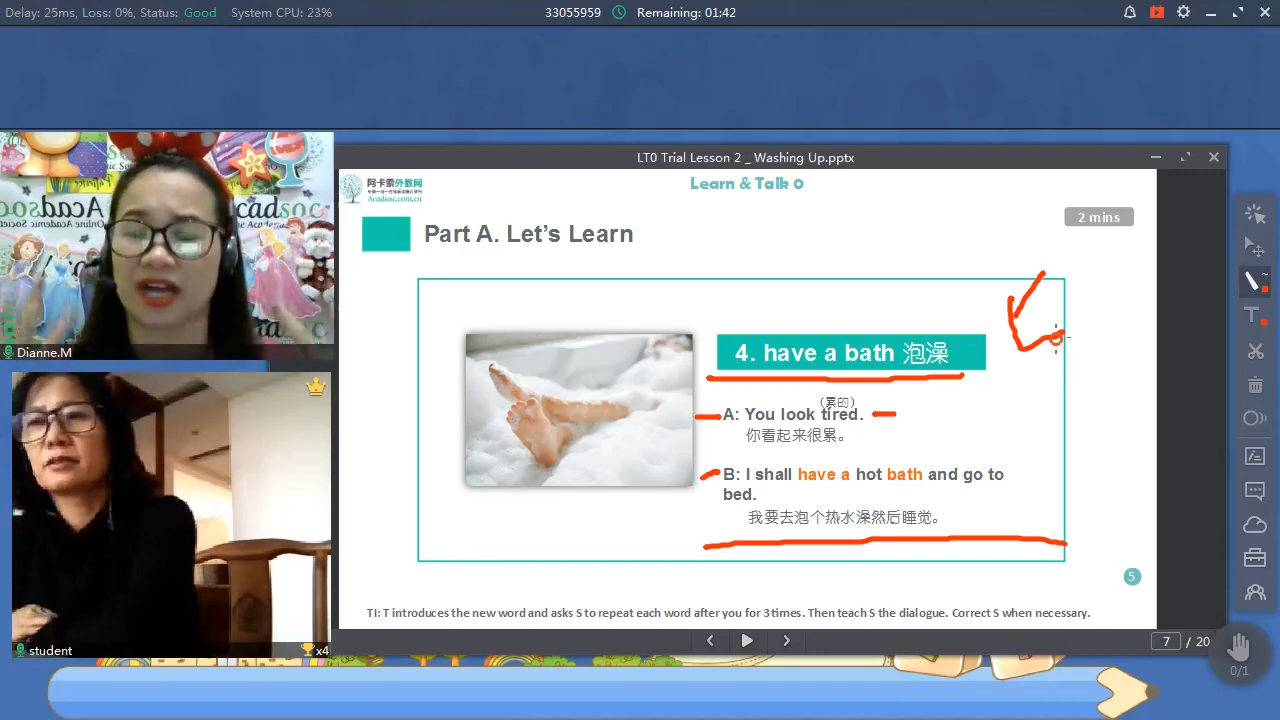 Delay: 25ms, Loss: 0%, Status: Good System CPU: 23%
33055959 Remaining: 01:42
LT0 Trial Lesson 2 _ Washing Up.pptx
阿卡索外教网
Acadsoc.com.cn
Learn & Talk 0
2 mins
Part A. Let's Learn
4. have a bath 泡澡
(累的)
A: You look tired.
你看起来很累。
B: I shall have a hot bath and go to
bed.
我要去泡个热水澡然后睡觉。
5
TI: T introduces the new word and asks S to repeat each word after you for 3 times. Then teach S the dialogue. Correct S when necessary.
7 / 20
0/1
Acadsoc
Dianne.M
student
x4